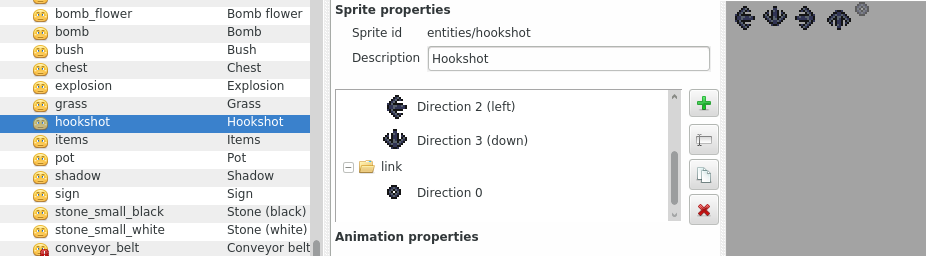 bomb_flower Bomb flower
bomb Bomb
bush Bush
chest Chest
explosion Explosion
grass Grass
hookshot Hookshot
items Items
pot Pot
shadow Shadow
sign Sign
stone_small_black Stone (black)
stone_small_white Stone (white)
conveyor_belt Conveyor belt
Sprite properties
Sprite id entities/hookshot
Description Hookshot
Direction 2 (left)
Direction 3 (down)
link
Direction 0
Animation properties